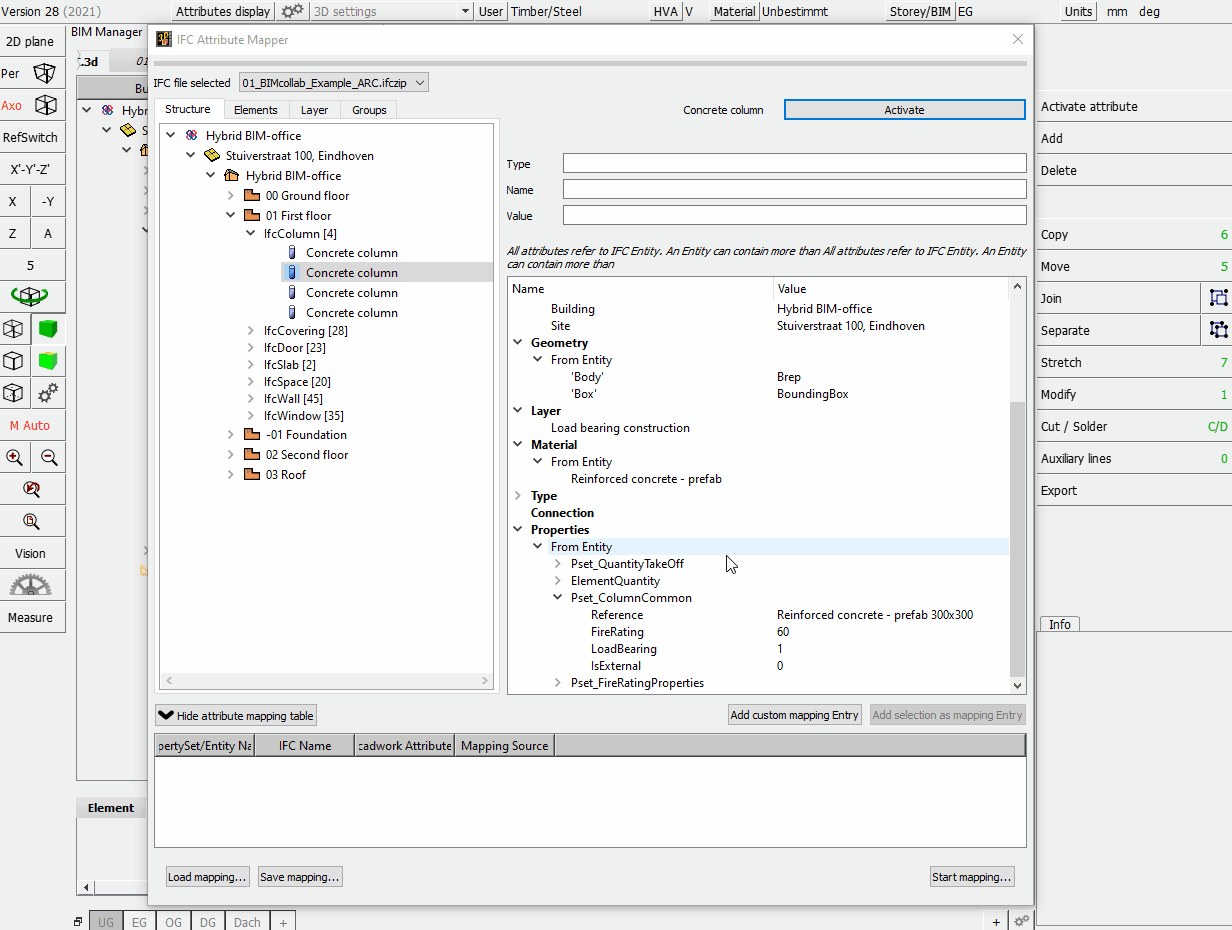 Version 28 (2021)
Attributes display
3D settings
User
Timber/Steel
HVA
V
Material
Unbestimmt
Storey/BIM
EG
Units
mm
deg
2D plane
Per
Axo
RefSwitch
X'-Y'-Z'
X
-Y
Z
A
5
M Auto
Vision
Measure
BIM Manager
.3d
01
Bu
Hybr
S
Element
IFC Attribute Mapper
IFC file selected
01_BIMcollab_Example_ARC.ifczip
Structure
Elements
Layer
Groups
Concrete column
Activate
Hybrid BIM-office
Stuiverstraat 100, Eindhoven
Hybrid BIM-office
00 Ground floor
01 First floor
IfcColumn [4]
Concrete column
Concrete column
Concrete column
Concrete column
IfcCovering [28]
IfcDoor [23]
IfcSlab [2]
IfcSpace [20]
IfcWall [45]
IfcWindow [35]
-01 Foundation
02 Second floor
03 Roof
Type
Name
Value
All attributes refer to IFC Entity. An Entity can contain more than All attributes refer to IFC Entity. An Entity
can contain more than
Name Value
Building Hybrid BIM-office
Site Stuiverstraat 100, Eindhoven
Geometry
From Entity
'Body' Brep
'Box' BoundingBox
Layer
Load bearing construction
Material
From Entity
Reinforced concrete - prefab
Type
Connection
Properties
From Entity
Pset_QuantityTakeOff
ElementQuantity
Pset_ColumnCommon
Reference Reinforced concrete - prefab 300x300
FireRating 60
LoadBearing 1
IsExternal 0
Pset_FireRatingProperties
Hide attribute mapping table
Add custom mapping Entry
Add selection as mapping Entry
pertySet/Entity Na
IFC Name
cadwork Attribute
Mapping Source
Load mapping...
Save mapping...
Start mapping...
Activate attribute
Add
Delete
Copy 6
Move 5
Join
Separate
Stretch 7
Modify 1
Cut / Solder C/D
Auxiliary lines 0
Export
Info
UG
EG
OG
DG
Dach
+
+